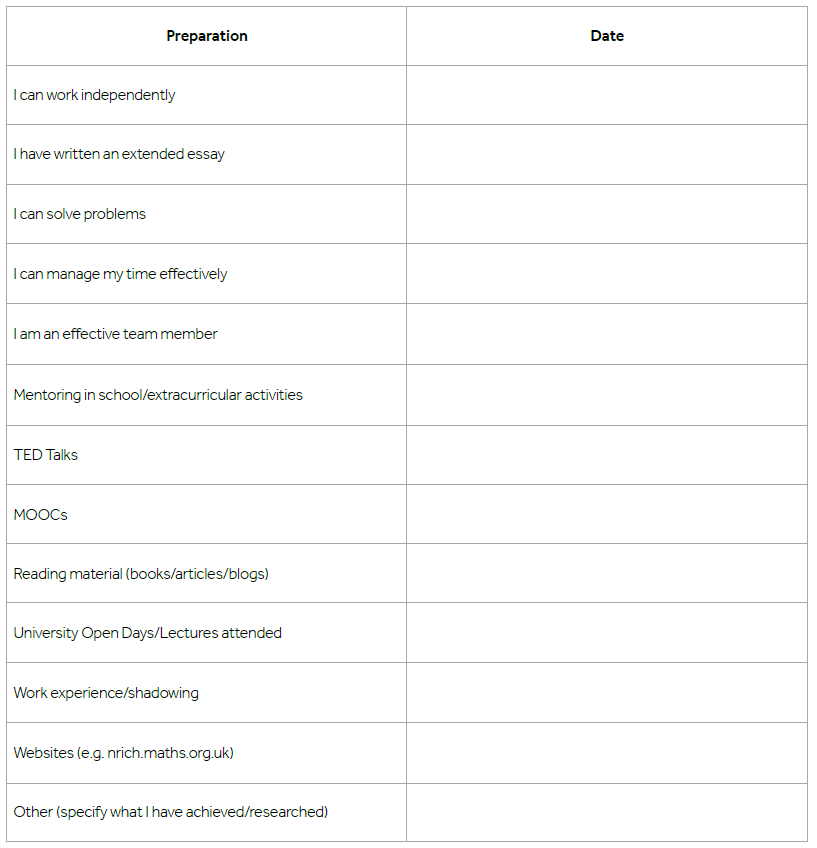 Preparation Date
I can work independently
I have written an extended essay
I can solve problems
I can manage my time effectively
I am an effective team member
Mentoring in school/extracurricular activities
TED Talks
MOOCs
Reading material (books/articles/blogs)
University Open Days/Lectures attended
Work experience/shadowing
Websites (e.g. nrich.maths.org.uk)
Other (specify what I have achieved/researched)